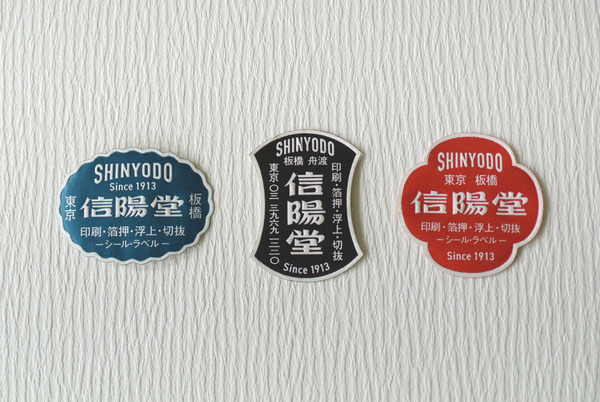 SHINYODO
Since 1913
東京
信陽堂
板橋
印刷・箔押・浮上・切抜
ーシール・ラベルー
SHINYODO
板橋 舟渡
印刷・箔押・浮上・切抜
信陽堂
東京〇三 三九六九 一一二〇
Since 1913
SHINYODO
東京 板橋
信陽堂
印刷・箔押・浮上・切抜
ーシール・ラベルー
Since 1913